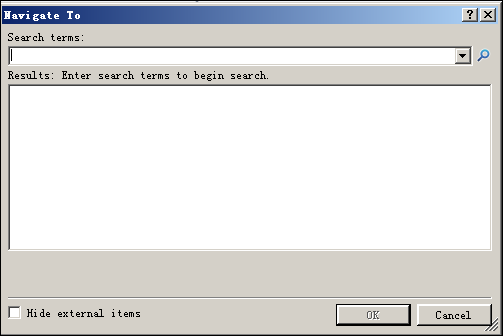 Navigate To
Search terms:
Results: Enter search terms to begin search.
Hide external items
OK
Cancel